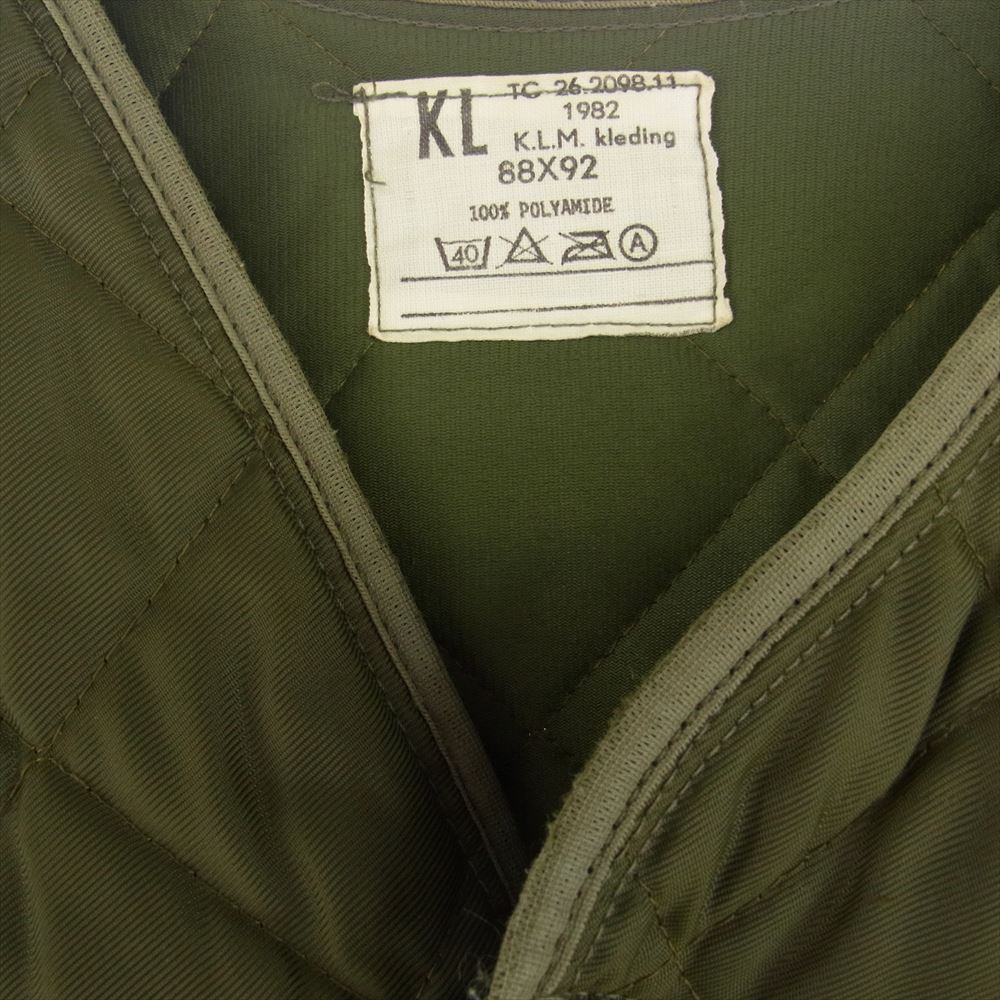 KL TC 26.2098.11
1982
K.L.M. kleding
88X92
100% POLYAMIDE
40 A